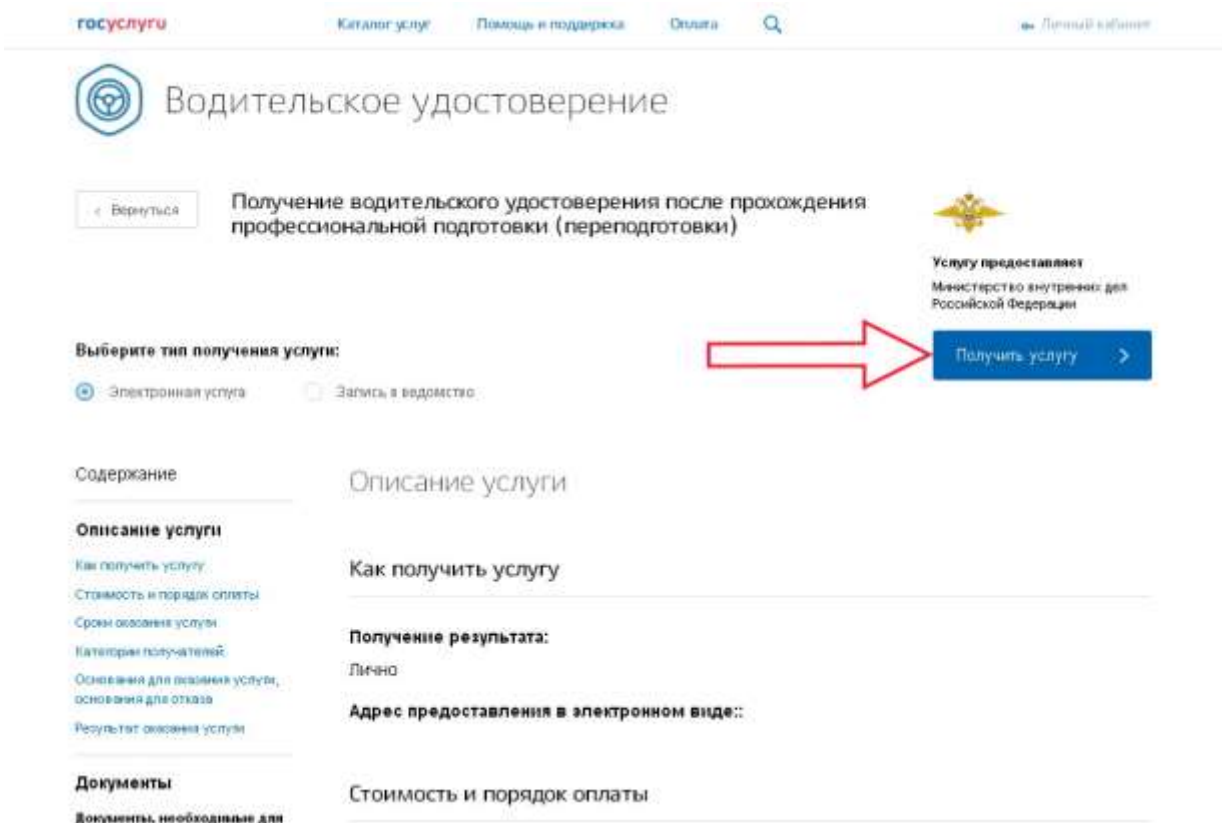 госуслуги
Каталог услуг Помощь и поддержка Оплата Личный кабинет
Водительское удостоверение
‹ Вернуться
Получение водительского удостоверения после прохождения
профессиональной подготовки (переподготовки)
Услугу предоставляет
Министерство внутренних дел
Российской Федерации
Получить услугу >
Выберите тип получения услуги:
Электронная услуга Запись в ведомство
Содержание
Описание услуги
Как получить услугу
Стоимость и порядок оплаты
Сроки оказания услуги
Категории получателей
Основания для оказания услуги,
основания для отказа
Результат оказания услуги
Документы
Документы, необходимые для
Описание услуги
Как получить услугу
Получение результата:
Лично
Адрес предоставления в электронном виде::
Стоимость и порядок оплаты